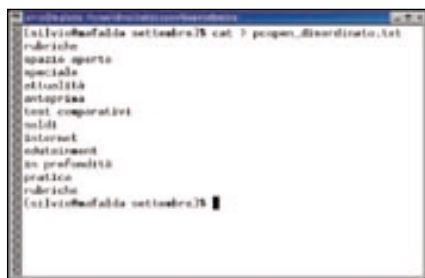 [silvio@mafalda settembre]$ cat > pcopen_disordinato.txt
rubriche
spazio aperto
speciale
attualità
anteprima
test comparativi
soldi
internet
edutainment
in profondità
pratica
rubriche
[silvio@mafalda settembre]$